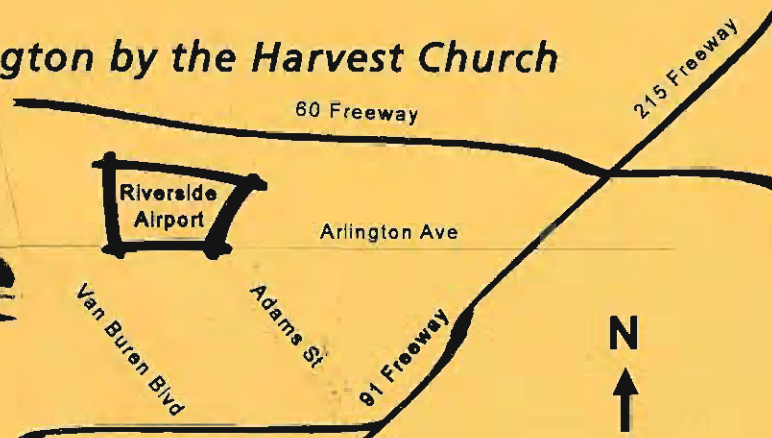 gton by the Harvest Church
60 Freeway
215 Freeway
Riverside
Airport
Arlington Ave
Van Buren Blvd
Adams St
91 Freeway
N